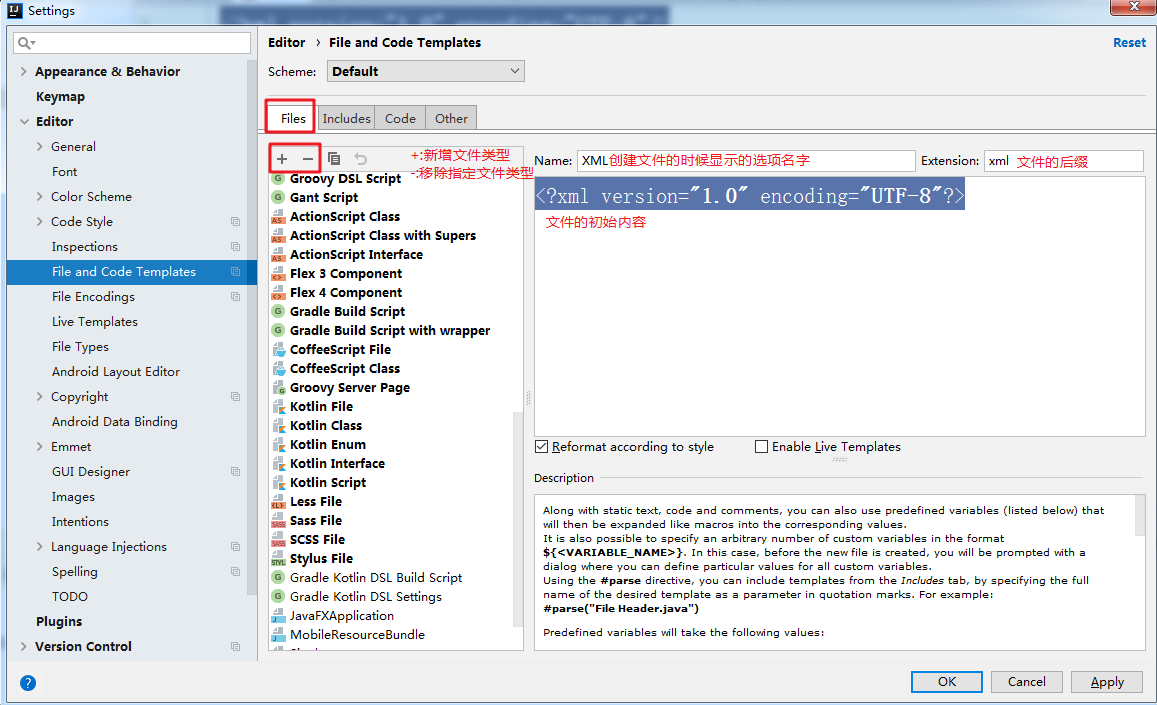 Settings
Editor › File and Code Templates
Reset
Scheme: Default
Appearance & Behavior
Keymap
Editor
General
Font
Color Scheme
Code Style
Inspections
File and Code Templates
File Encodings
Live Templates
File Types
Android Layout Editor
Copyright
Android Data Binding
Emmet
GUI Designer
Images
Intentions
Language Injections
Spelling
TODO
Plugins
Version Control
Files Includes Code Other
+:新增文件类型
-:移除指定文件类型
Groovy DSL Script
Gant Script
ActionScript Class
ActionScript Class with Supers
ActionScript Interface
Flex 3 Component
Flex 4 Component
Gradle Build Script
Gradle Build Script with wrapper
CoffeeScript File
CoffeeScript Class
Groovy Server Page
Kotlin File
Kotlin Class
Kotlin Enum
Kotlin Interface
Kotlin Script
Less File
Sass File
SCSS File
Stylus File
Gradle Kotlin DSL Build Script
Gradle Kotlin DSL Settings
JavaFXApplication
MobileResourceBundle
Name: XML创建文件的时候显示的选项名字 Extension: xml 文件的后缀
<?xml version="1.0" encoding="UTF-8"?>
文件的初始内容
Reformat according to style Enable Live Templates
Description
Along with static text, code and comments, you can also use predefined variables (listed below) that
will then be expanded like macros into the corresponding values.
It is also possible to specify an arbitrary number of custom variables in the format
${<VARIABLE_NAME>}. In this case, before the new file is created, you will be prompted with a
dialog where you can define particular values for all custom variables.
Using the #parse directive, you can include templates from the Includes tab, by specifying the full
name of the desired template as a parameter in quotation marks. For example:
#parse("File Header.java")
Predefined variables will take the following values:
? OK Cancel Apply